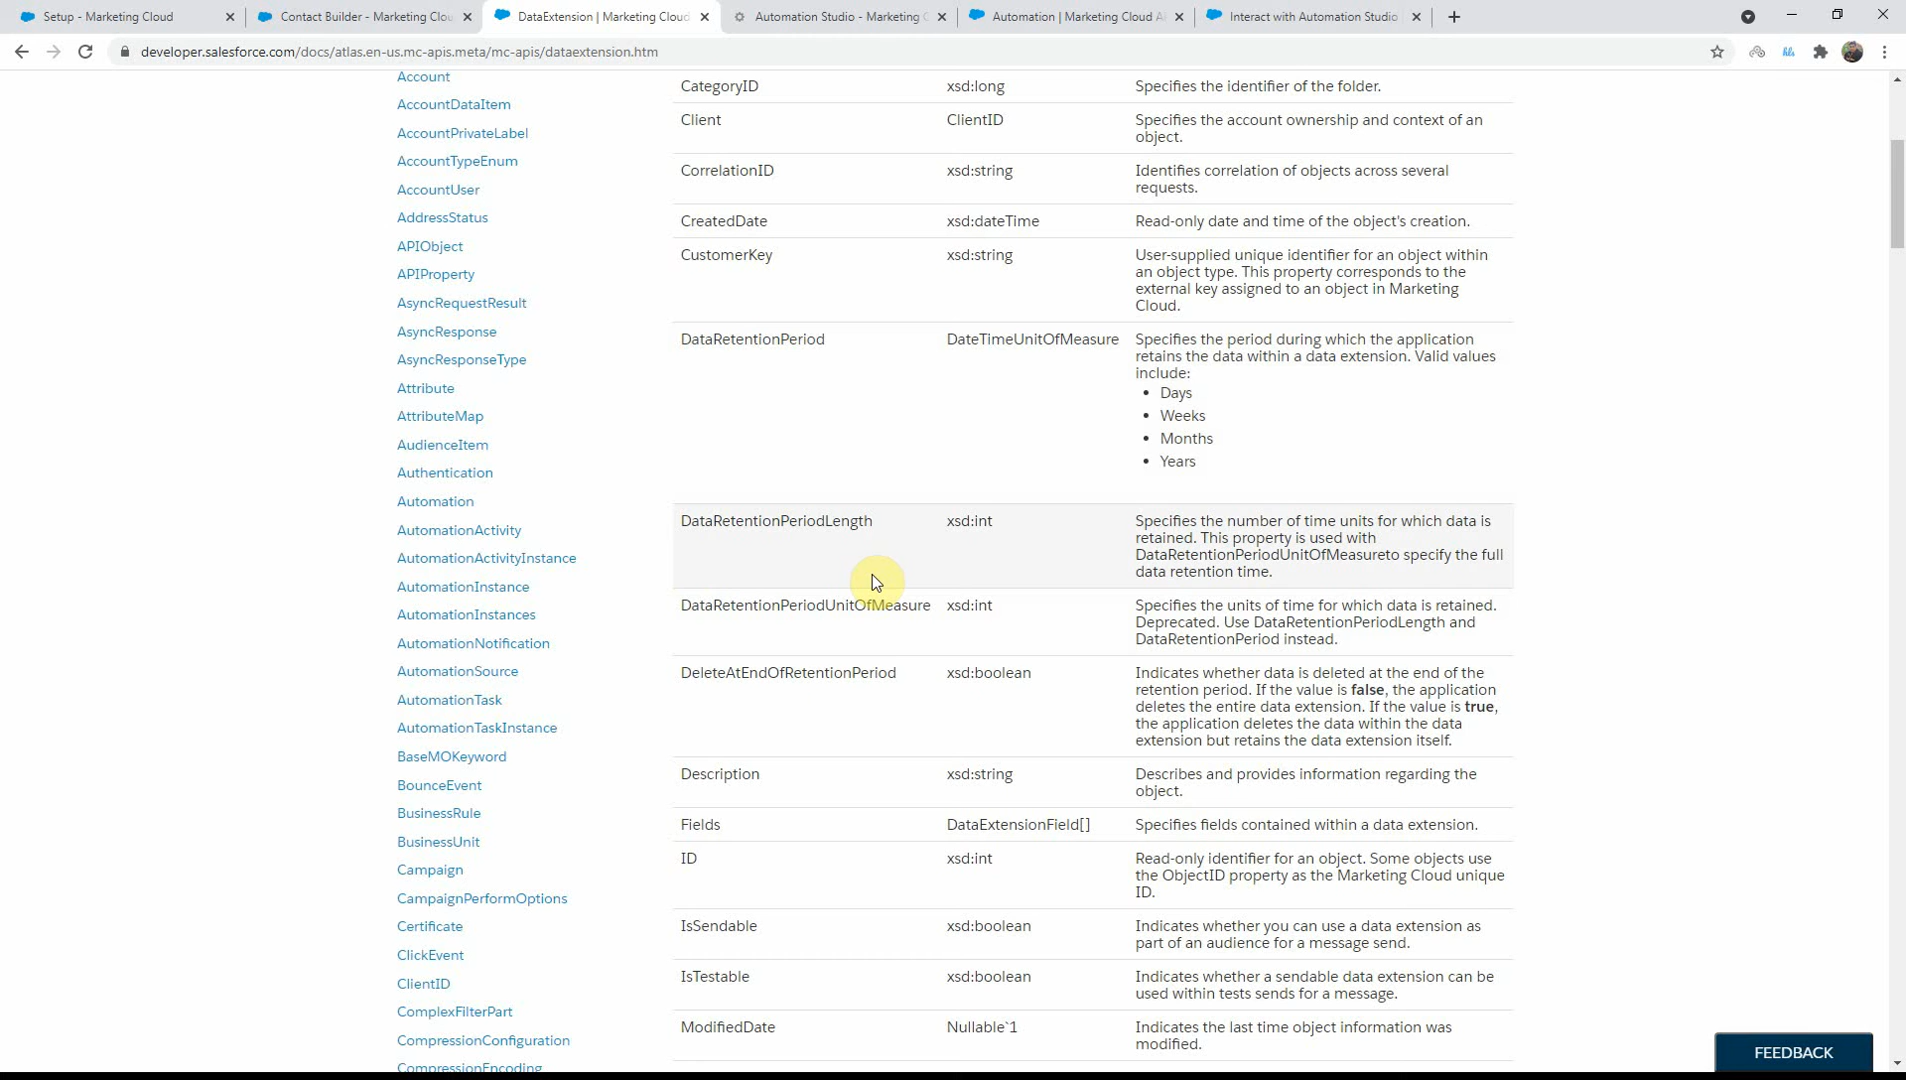 Setup - Marketing Cloud
Contact Builder - Marketing Clou
DataExtension | Marketing Cloud
Automation Studio - Marketing C
Automation | Marketing Cloud AP
Interact with Automation Studio
developer.salesforce.com/docs/atlas.en-us.mc-apis.meta/mc-apis/dataextension.htm
Account
AccountDataItem
AccountPrivateLabel
AccountTypeEnum
AccountUser
AddressStatus
APIObject
APIProperty
AsyncRequestResult
AsyncResponse
AsyncResponseType
Attribute
AttributeMap
AudienceItem
Authentication
Automation
AutomationActivity
AutomationActivityInstance
AutomationInstance
AutomationInstances
AutomationNotification
AutomationSource
AutomationTask
AutomationTaskInstance
BaseMOKeyword
BounceEvent
BusinessRule
BusinessUnit
Campaign
CampaignPerformOptions
Certificate
ClickEvent
ClientID
ComplexFilterPart
CompressionConfiguration
CompressionEncoding
CategoryID xsd:long Specifies the identifier of the folder.
Client ClientID Specifies the account ownership and context of an
object.
CorrelationID xsd:string Identifies correlation of objects across several
requests.
CreatedDate xsd:dateTime Read-only date and time of the object's creation.
CustomerKey xsd:string User-supplied unique identifier for an object within
an object type. This property corresponds to the
external key assigned to an object in Marketing
Cloud.
DataRetentionPeriod DateTimeUnitOfMeasure Specifies the period during which the application
retains the data within a data extension. Valid values
include:
• Days
• Weeks
• Months
• Years
DataRetentionPeriodLength xsd:int Specifies the number of time units for which data is
retained. This property is used with
DataRetentionPeriodUnitOfMeasureto specify the full
data retention time.
DataRetentionPeriodUnitOfMeasure xsd:int Specifies the units of time for which data is retained.
Deprecated. Use DataRetentionPeriodLength and
DataRetentionPeriod instead.
DeleteAtEndOfRetentionPeriod xsd:boolean Indicates whether data is deleted at the end of the
retention period. If the value is false, the application
deletes the entire data extension. If the value is true,
the application deletes the data within the data
extension but retains the data extension itself.
Description xsd:string Describes and provides information regarding the
object.
Fields DataExtensionField[] Specifies fields contained within a data extension.
ID xsd:int Read-only identifier for an object. Some objects use
the ObjectID property as the Marketing Cloud unique
ID.
IsSendable xsd:boolean Indicates whether you can use a data extension as
part of an audience for a message send.
IsTestable xsd:boolean Indicates whether a sendable data extension can be
used within tests sends for a message.
ModifiedDate Nullable`1 Indicates the last time object information was
modified.
FEEDBACK